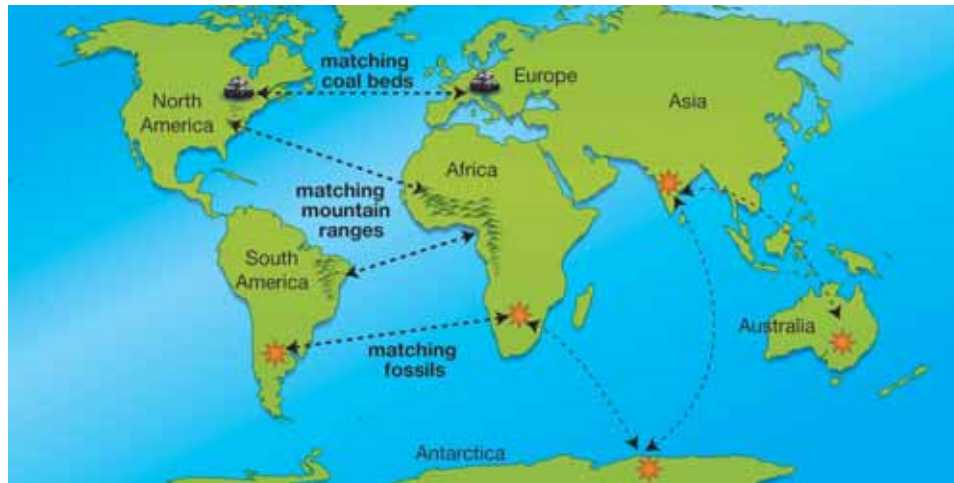 matching
coal beds
Europe
North
America
Asia
Africa
matching
mountain
ranges
South
America
Australia
matching
fossils
Antarctica